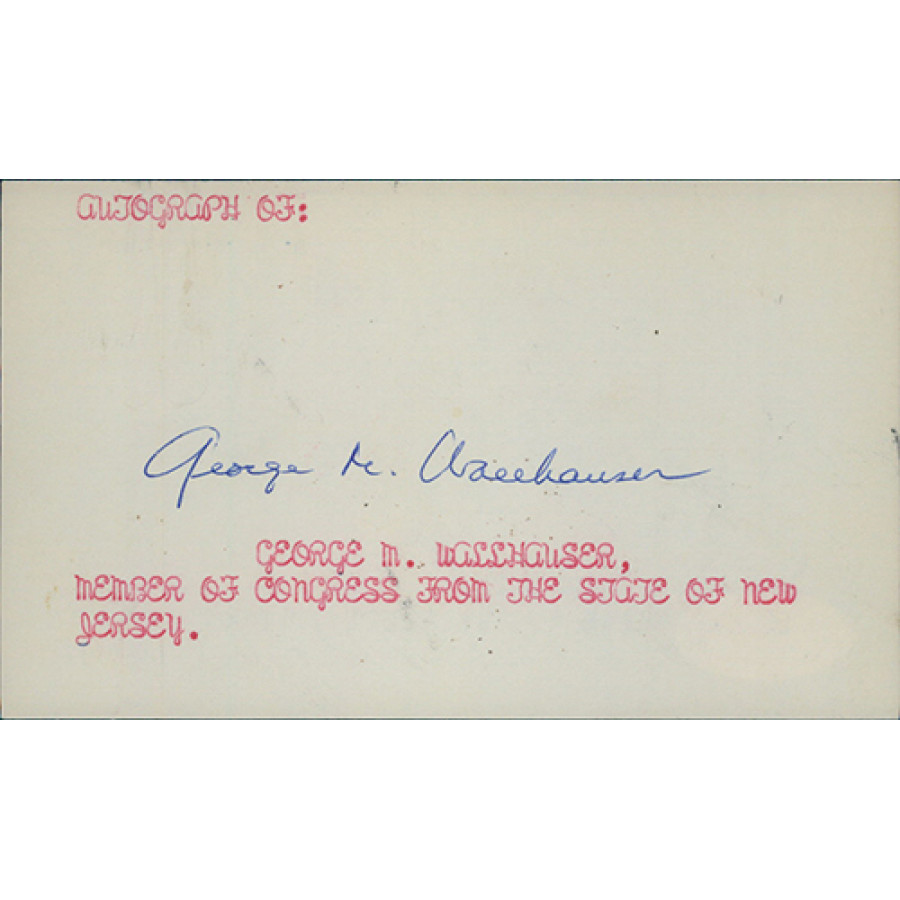 AUTOGRAPH OF:
George M. Wallhauser
GEORGE M. WALLHAUSER,
MEMBER OF CONGRESS FROM THE STATE OF NEW
JERSEY.